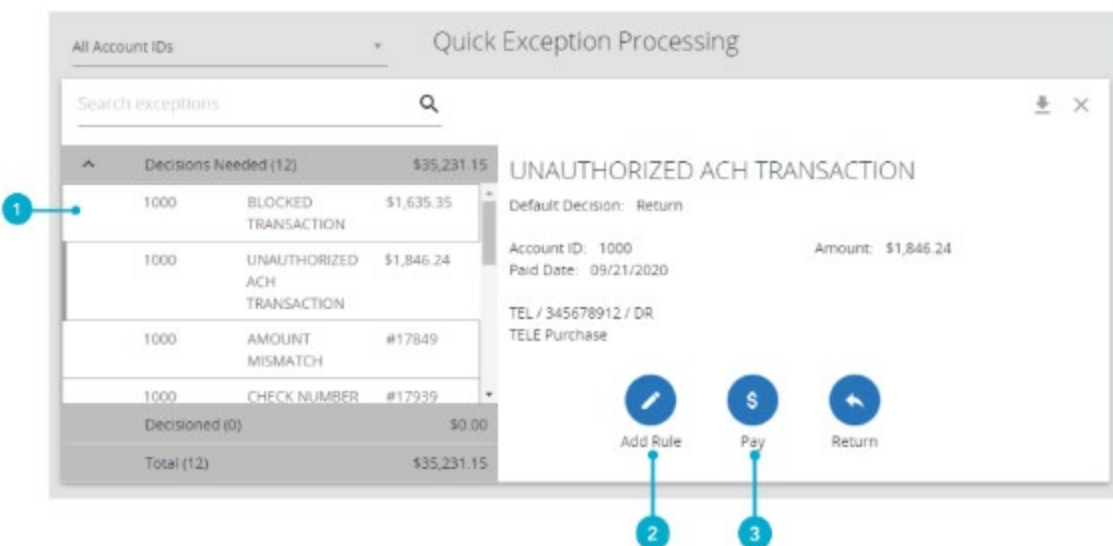 All Account IDs
Quick Exception Processing
Search exceptions
Decisions Needed (12) $35,231.15
1000 BLOCKED $1,635.35
TRANSACTION
1000 UNAUTHORIZED $1,846.24
ACH
TRANSACTION
1000 AMOUNT #17849
MISMATCH
1000 CHECK NUMBER #17939
Decisioned (0) $0.00
Total (12) $35,231.15
1
UNAUTHORIZED ACH TRANSACTION
Default Decision: Return
Account ID: 1000 Amount: $1,846.24
Paid Date: 09/21/2020
TEL / 345678912 / DR
TELE Purchase
$
Add Rule Pay Return
2 3